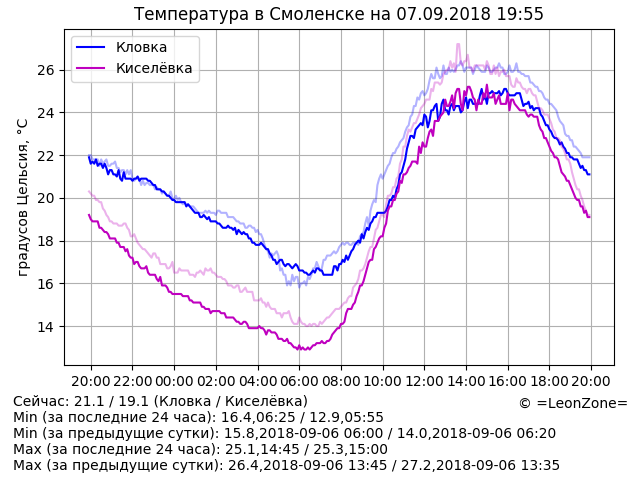 Температура в Смоленске на 07.09.2018 19:55
Кловка
Киселёвка
градусов Цельсия, °C
26
24
22
20
18
16
14
20:00 22:00 00:00 02:00 04:00 06:00 08:00 10:00 12:00 14:00 16:00 18:00 20:00
Сейчас: 21.1 / 19.1 (Кловка / Киселёвка)
© =LeonZone=
Min (за последние 24 часа): 16.4,06:25 / 12.9,05:55
Min (за предыдущие сутки): 15.8,2018-09-06 06:00 / 14.0,2018-09-06 06:20
Max (за последние 24 часа): 25.1,14:45 / 25.3,15:00
Max (за предыдущие сутки): 26.4,2018-09-06 13:45 / 27.2,2018-09-06 13:35